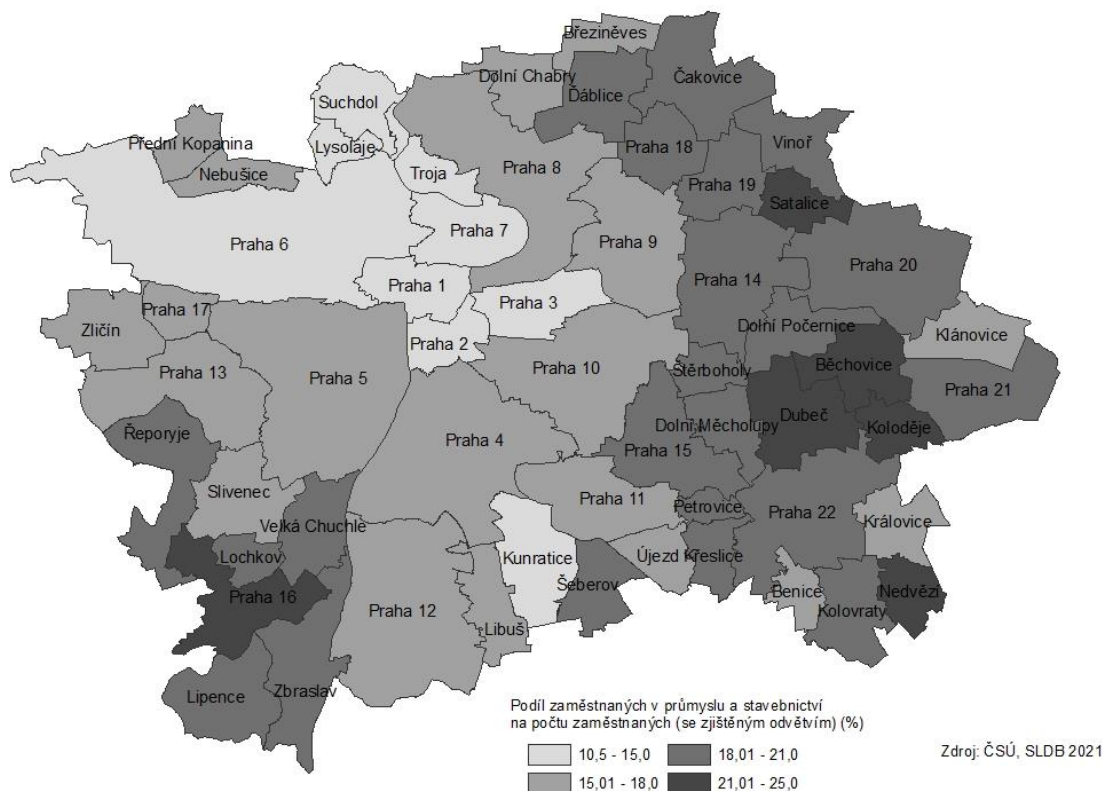 Březiněves
Dolní Chabry
Čakovice
Ďáblice
Suchdol
Přední Kopanina
Lysolaje
Praha 18
Vinoř
Nebušice
Troja
Praha 8
Praha 19
Satalice
Praha 6
Praha 7
Praha 9
Praha 20
Praha 1
Praha 14
Praha 3
Praha 17
Zličín
Dolní Počernice
Klánovice
Praha 2
Běchovice
Praha 13
Praha 5
Praha 10
Štěrboholy
Praha 21
Dubeč
Řeporyje
Praha 4
Dolní Měcholupy
Koloděje
Praha 15
Slivenec
Praha 11
Petrovice
Velká Chuchle
Praha 22
Královice
Lochkov
Kunratice
Újezd
Křeslice
Šeberov
Praha 16
Benice
Nedvězí
Praha 12
Kolovraty
Libuš
Lipence
Zbraslav
Podíl zaměstnaných v průmyslu a stavebnictví
na počtu zaměstnaných (se zjištěným odvětvím) (%)
10,5 - 15,0
18,01 - 21,0
15,01 - 18,0
21,01 - 25,0
Zdroj: ČSÚ, SLDB 2021